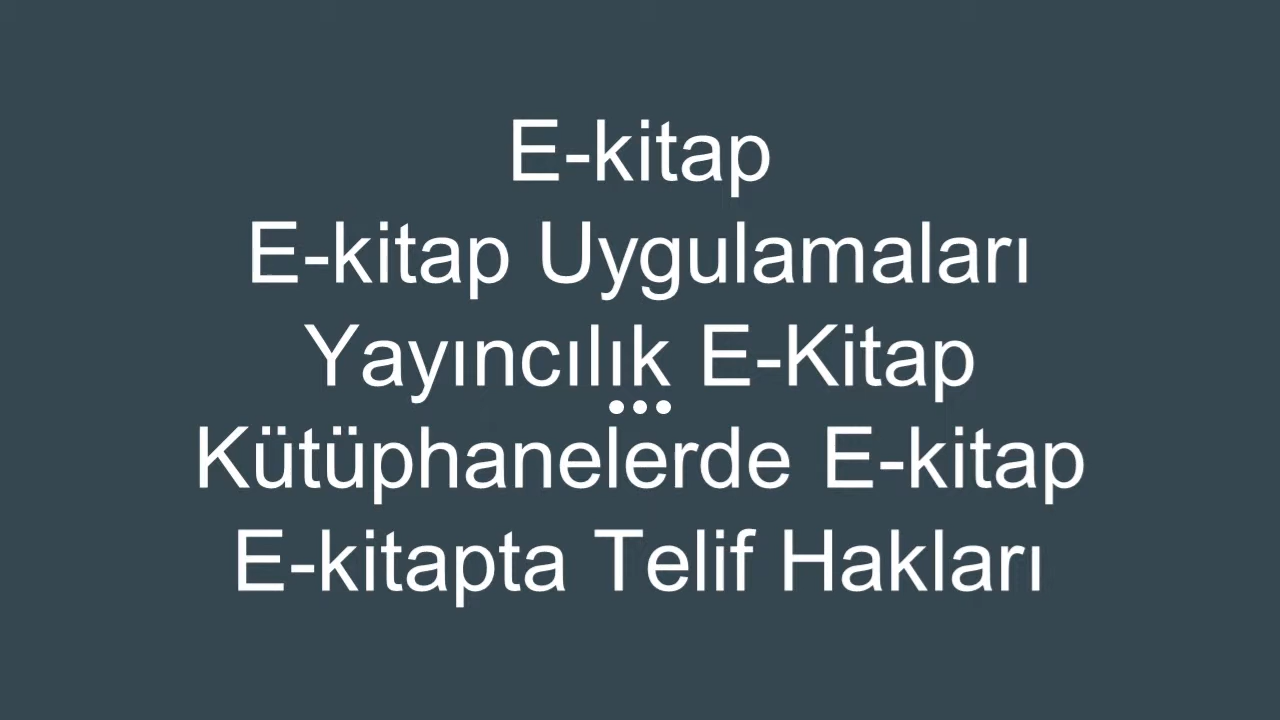 E-kitap
E-kitap Uygulamaları
Yayıncılık E-Kitap
...
Kütüphanelerde E-kitap
E-kitapta Telif Hakları